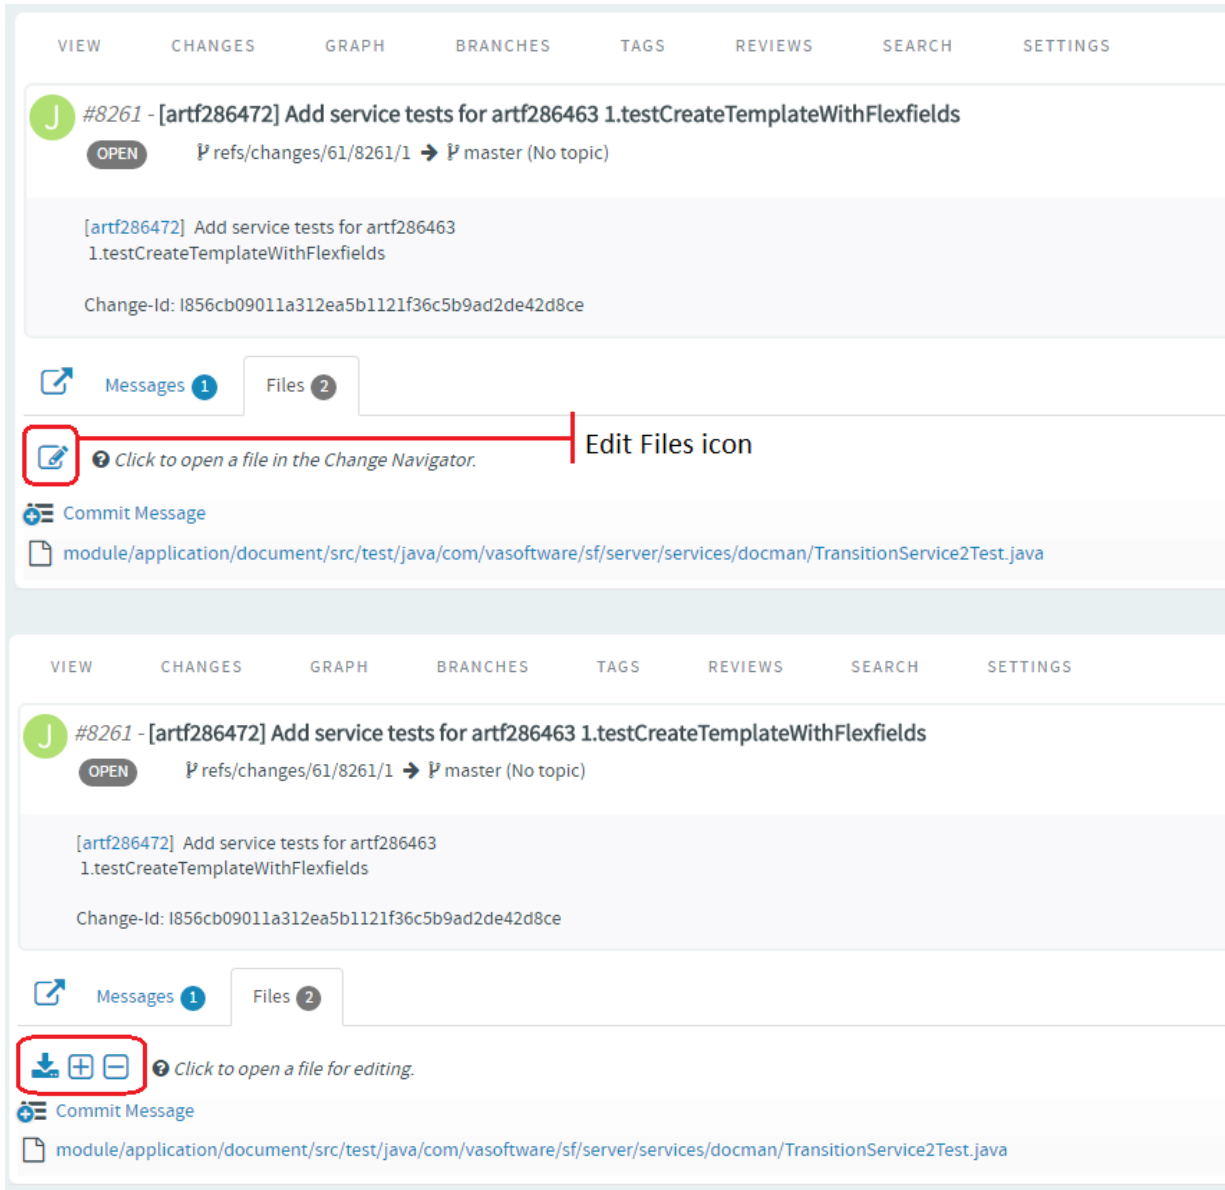 VIEW CHANGES GRAPH BRANCHES TAGS REVIEWS SEARCH SETTINGS
J #8261 - [artf286472] Add service tests for artf286463 1.testCreateTemplateWithFlexfields
OPEN refs/changes/61/8261/1 → master (No topic)
[artf286472] Add service tests for artf286463
1.testCreateTemplateWithFlexfields
Change-Id: I856cb09011a312ea5b1121f36c5b9ad2de42d8ce
Messages 1 Files 2
Edit Files icon
Click to open a file in the Change Navigator.
Commit Message
module/application/document/src/test/java/com/vasoftware/sf/server/services/docman/TransitionService2Test.java
VIEW CHANGES GRAPH BRANCHES TAGS REVIEWS SEARCH SETTINGS
J #8261 - [artf286472] Add service tests for artf286463 1.testCreateTemplateWithFlexfields
OPEN refs/changes/61/8261/1 → master (No topic)
[artf286472] Add service tests for artf286463
1.testCreateTemplateWithFlexfields
Change-Id: I856cb09011a312ea5b1121f36c5b9ad2de42d8ce
Messages 1 Files 2
Click to open a file for editing.
Commit Message
module/application/document/src/test/java/com/vasoftware/sf/server/services/docman/TransitionService2Test.java